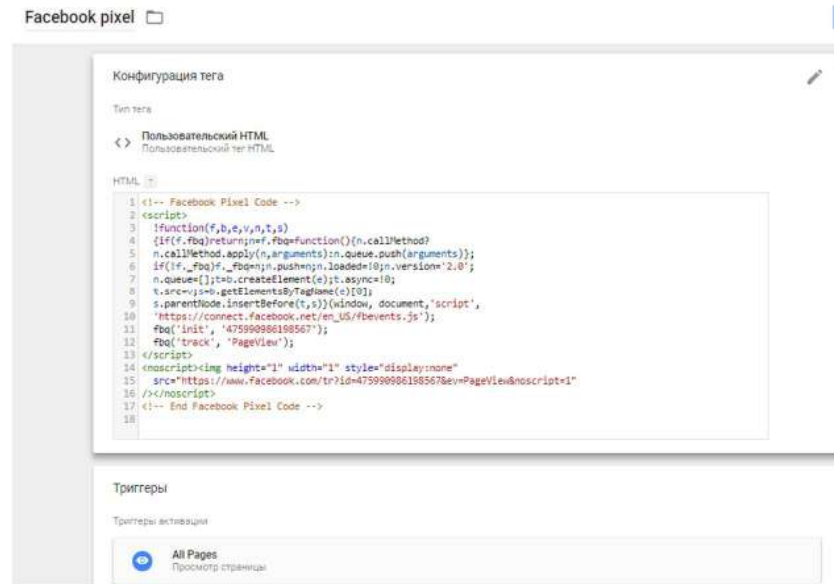 Facebook pixel
Конфигурация тега
Тип тега
Пользовательский HTML
Пользовательский тег HTML
HTML
1 <!-- Facebook Pixel Code -->
2 <script>
3 !function(f,b,e,v,n,t,s)
4 {if(f.fbq)return;n=f.fbq=function(){n.callMethod?
5 n.callMethod.apply(n,arguments):n.queue.push(arguments)};
6 if(!f._fbq)f._fbq=n;n.push=n;n.loaded=!0;n.version='2.0';
7 n.queue=[];t=b.createElement(e);t.async=!0;
8 t.src=v;s=b.getElementsByTagName(e)[0];
9 s.parentNode.insertBefore(t,s)}(window, document,'script',
10 'https://connect.facebook.net/en_US/fbevents.js');
11 fbq('init', '475990986198567');
12 fbq('track', 'PageView');
13 </script>
14 <noscript><img height="1" width="1" style="display:none"
15 src="https://www.facebook.com/tr?id=475990986198567&ev=PageView&noscript=1"
16 /></noscript>
17 <!-- End Facebook Pixel Code -->
18
Триггеры
Триггеры активации
All Pages
Просмотр страницы